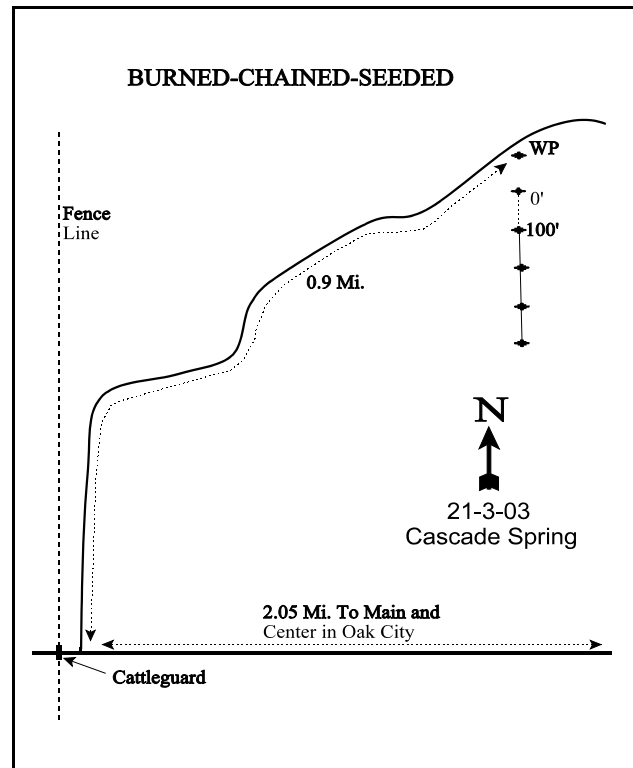 BURNED-CHAINED-SEEDED
WP
0'
100'
Fence
Line
0.9 Mi.
N
21-3-03
Cascade Spring
2.05 Mi. To Main and
Center in Oak City
Cattleguard